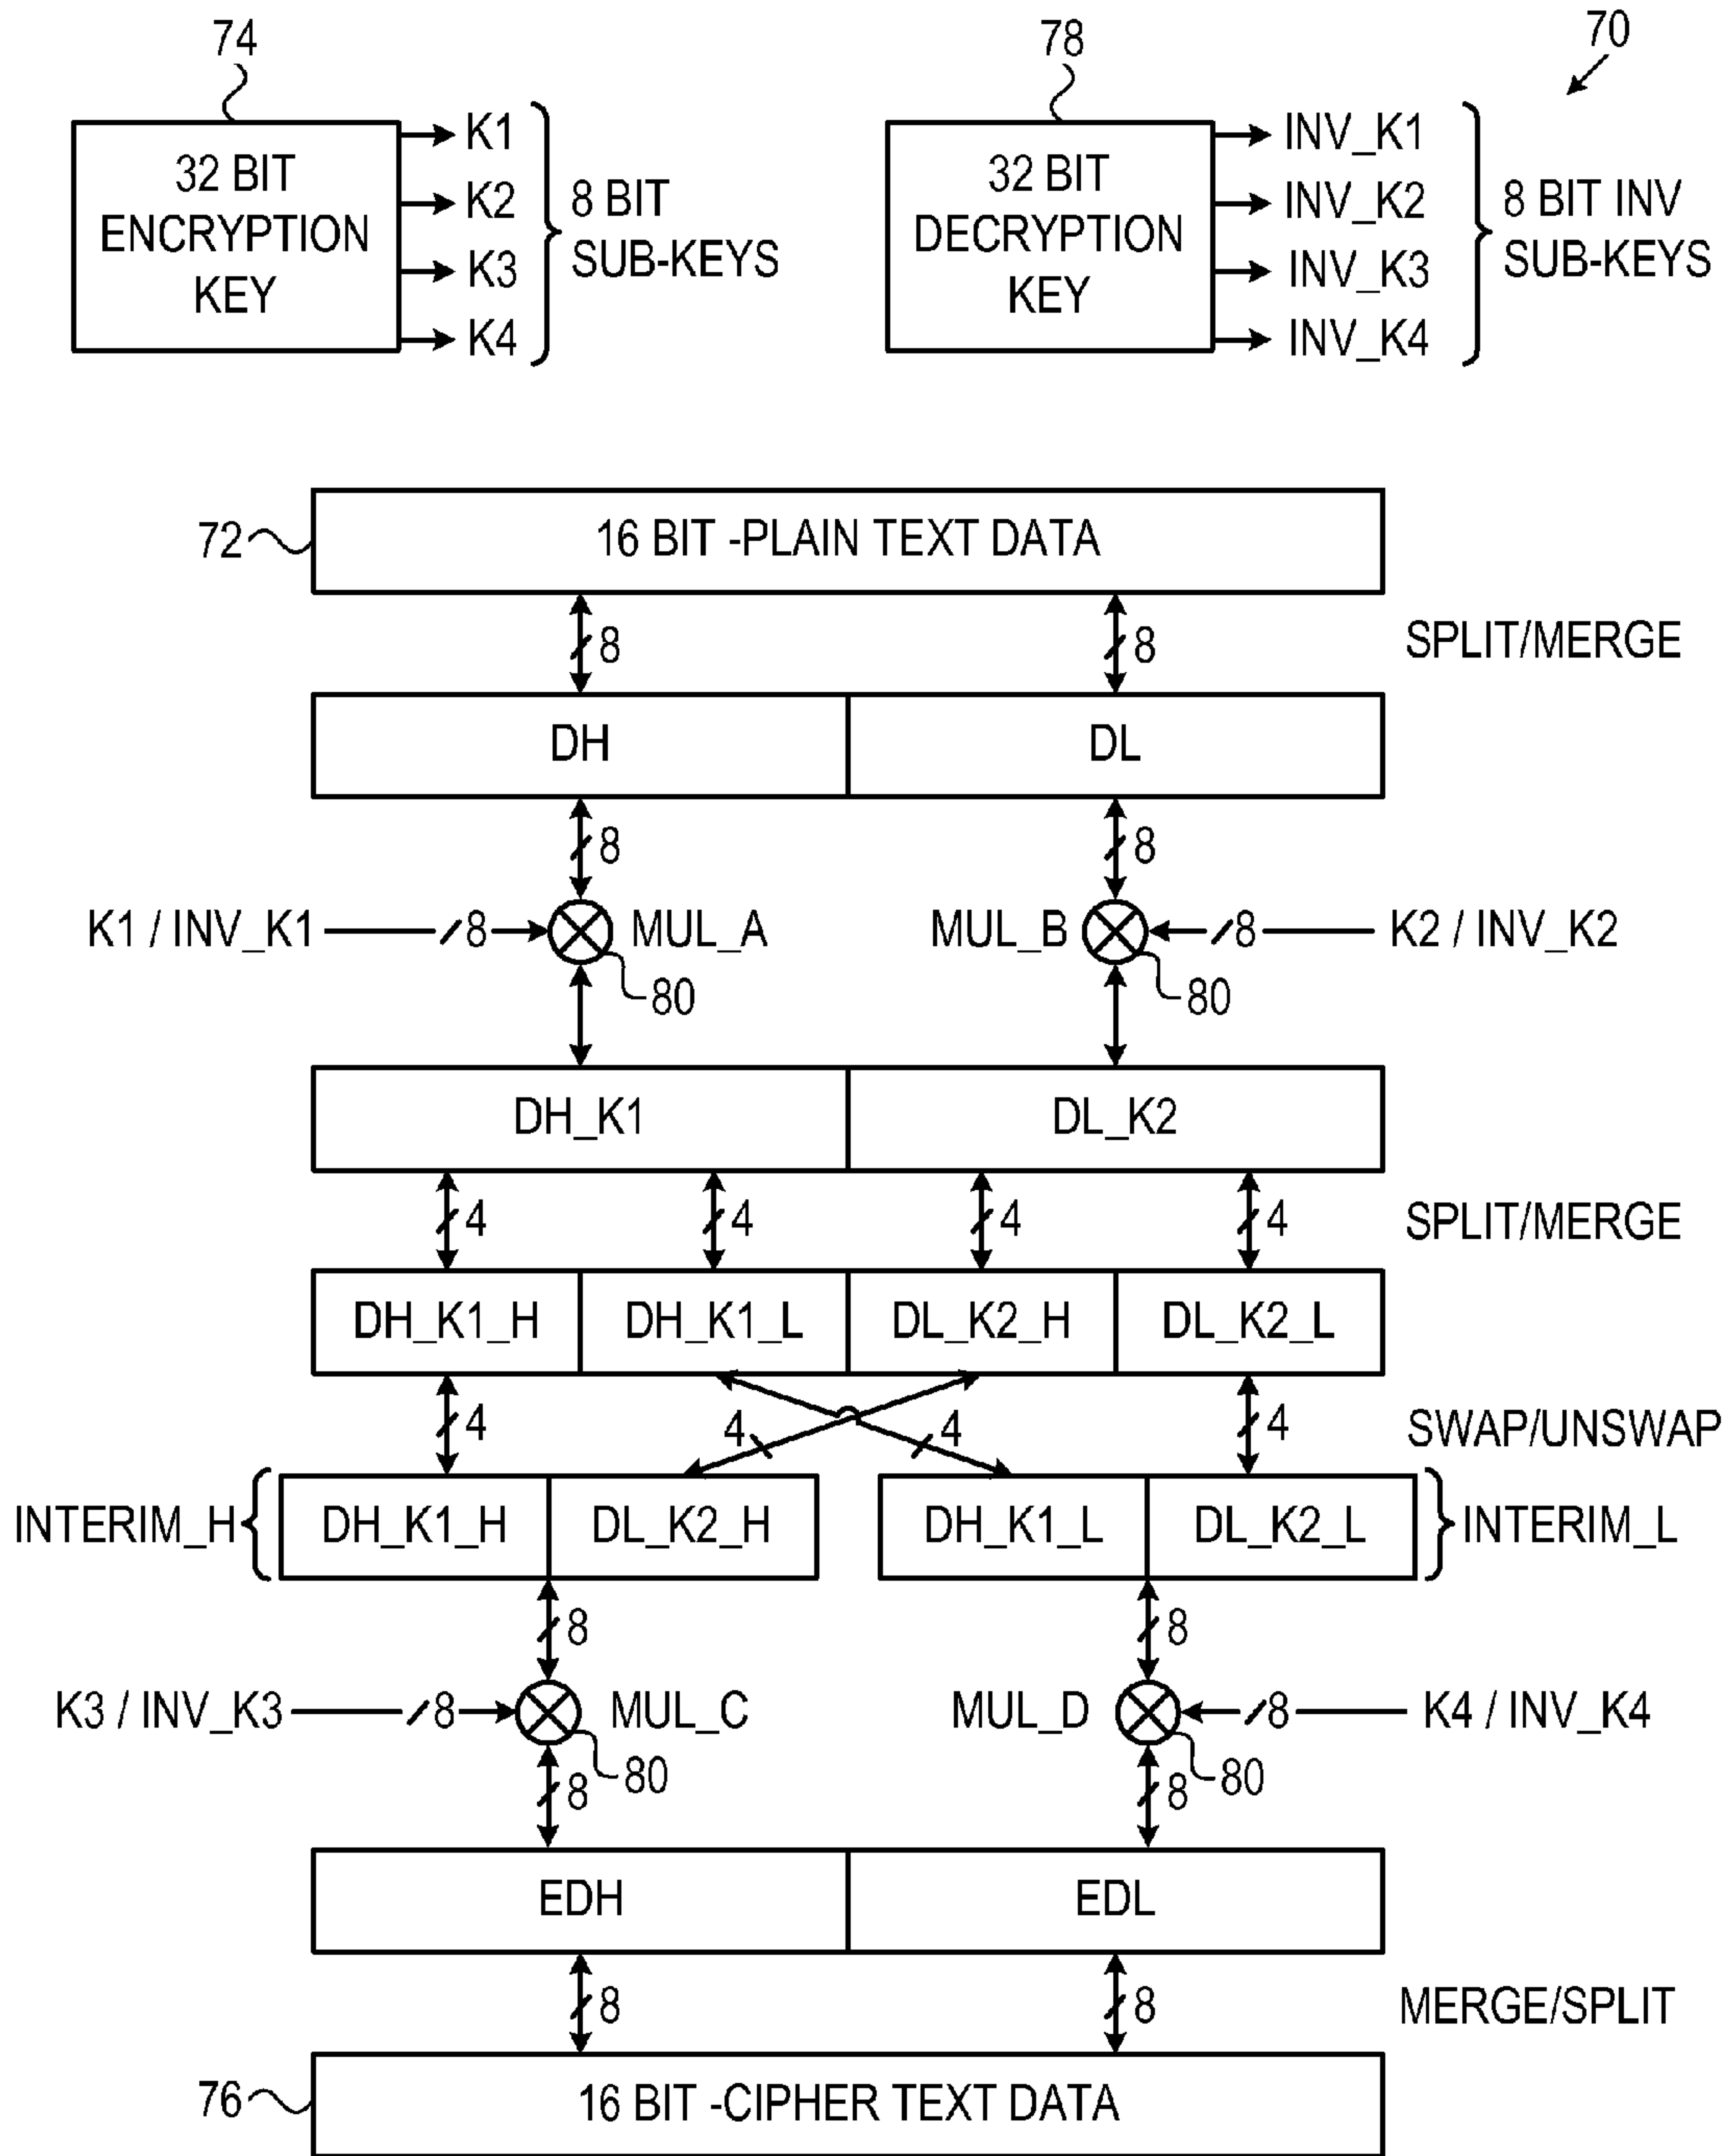 74
78
70
32 BIT
ENCRYPTION
KEY
K1
K2
K3
K4
8 BIT
SUB-KEYS
32 BIT
DECRYPTION
KEY
INV_K1
INV_K2
INV_K3
INV_K4
8 BIT INV
SUB-KEYS
72
16 BIT -PLAIN TEXT DATA
8
8
SPLIT/MERGE
DH
DL
8
8
K1 / INV_K1
8
MUL_A
MUL_B
8
K2 / INV_K2
80
80
DH_K1
DL_K2
4
4
4
4
SPLIT/MERGE
DH_K1_H
DH_K1_L
DL_K2_H
DL_K2_L
4
4
4
4
SWAP/UNSWAP
INTERIM_H
DH_K1_H
DL_K2_H
DH_K1_L
DL_K2_L
INTERIM_L
8
8
K3 / INV_K3
8
MUL_C
MUL_D
8
K4 / INV_K4
80
80
8
8
EDH
EDL
8
8
MERGE/SPLIT
76
16 BIT -CIPHER TEXT DATA